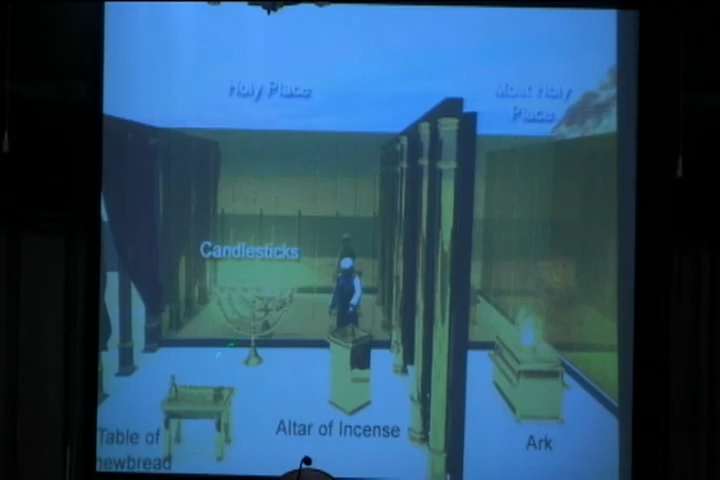 Holy Place
Most Holy
Place
Candlesticks
Altar of Incense
Ark
Table of
hewbread